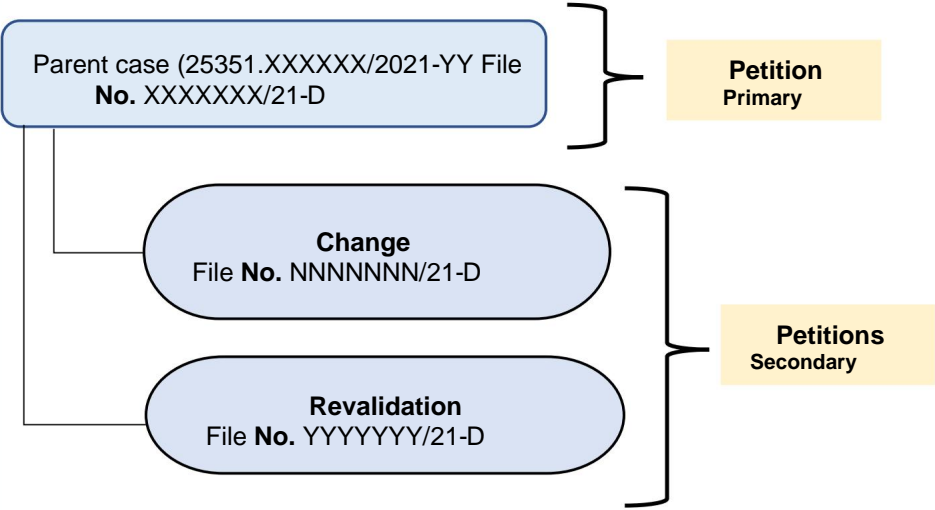 Parent case (25351.XXXXXX/2021-YY File
No. XXXXXXX/21-D
Petition
Primary
Change
File No. NNNNNNN/21-D
Petitions
Secondary
Revalidation
File No. YYYYYYY/21-D